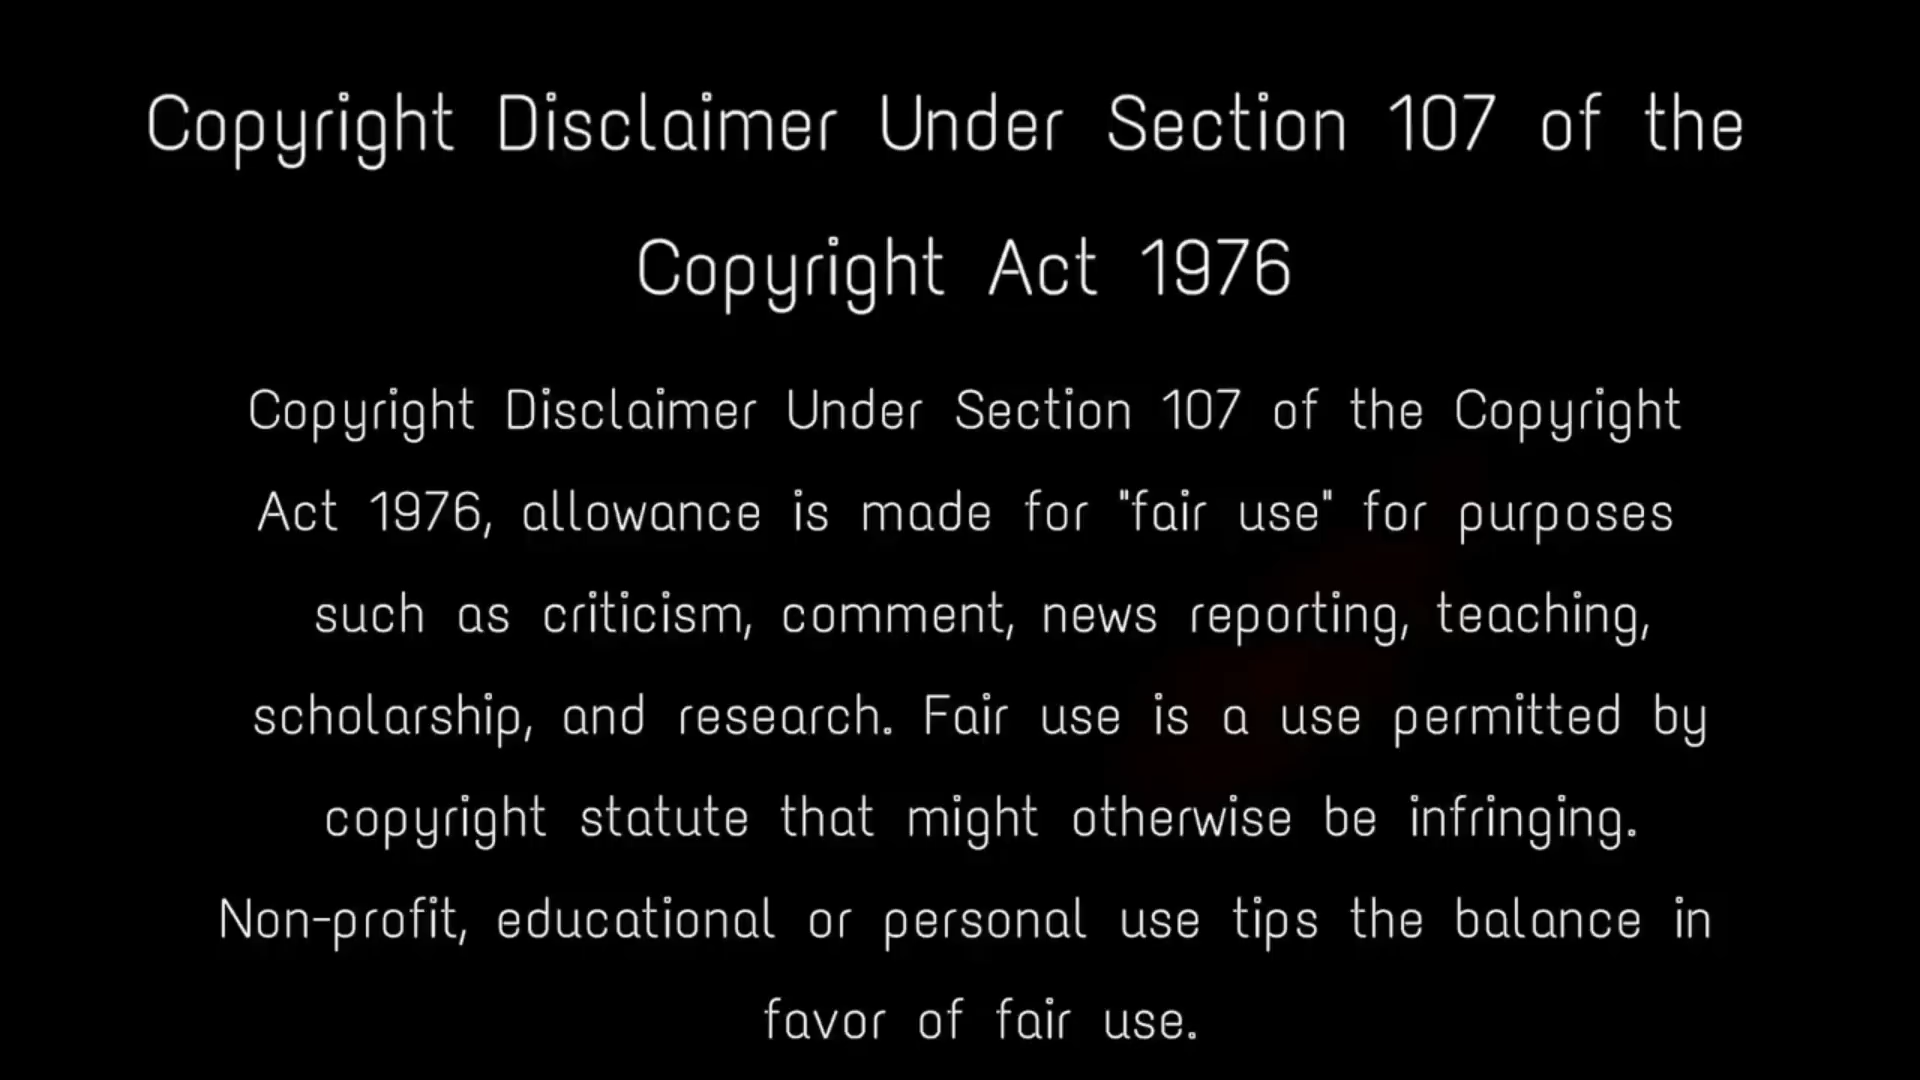 Copyright Disclaimer Under Section 107 of the
Copyright Act 1976
Copyright Disclaimer Under Section 107 of the Copyright
Act 1976, allowance is made for "fair use" for purposes
such as criticism, comment, news reporting, teaching,
scholarship, and research. Fair use is a use permitted by
copyright statute that might otherwise be infringing.
Non-profit, educational or personal use tips the balance in
favor of fair use.